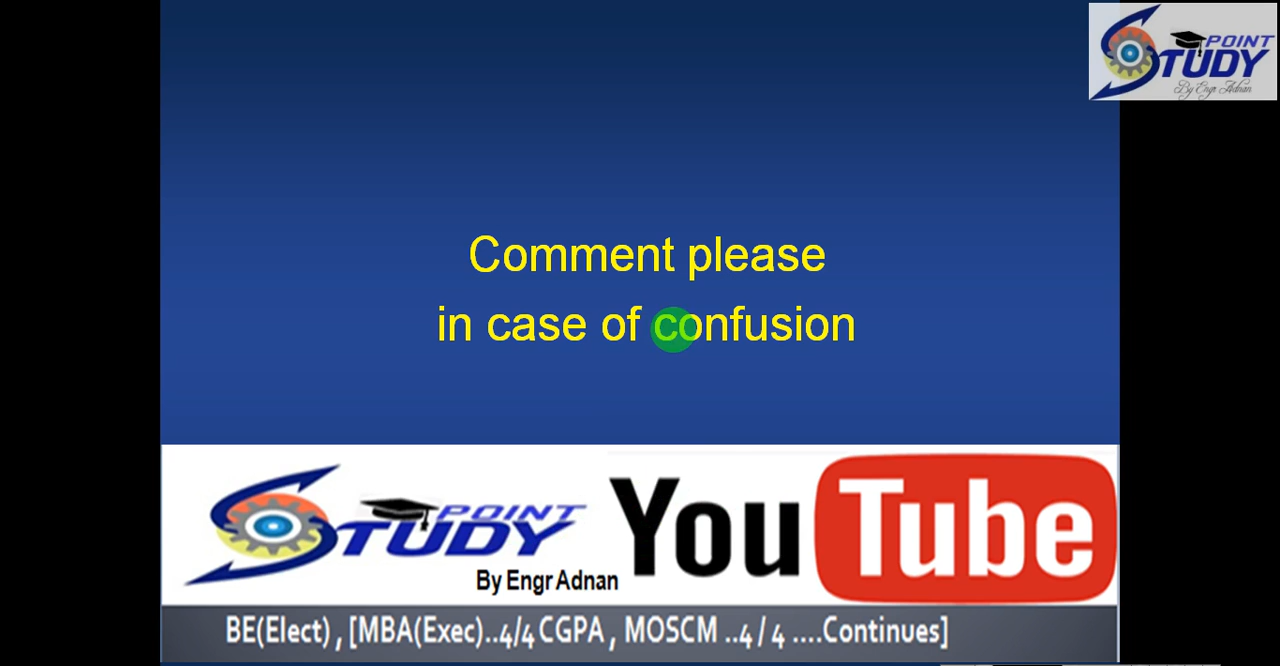 POINT
STUDY
By Engr Adnan
Comment please
in case of confusion
POINT
STUDY
By Engr Adnan
YouTube
BE(Elect) , [MBA(Exec)..4/4 CGPA , MOSCM ..4 / 4 ....Continues]